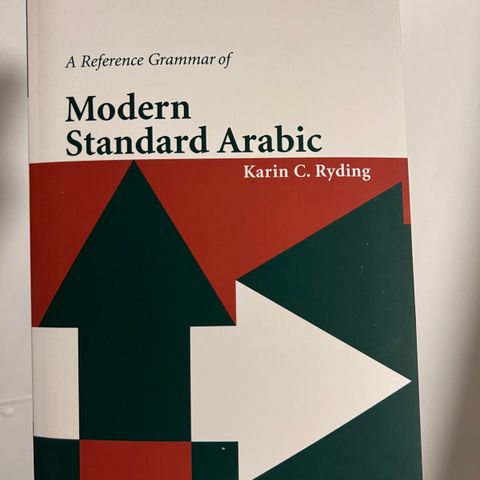 A Reference Grammar of
Modern
Standard Arabic
Karin C. Ryding